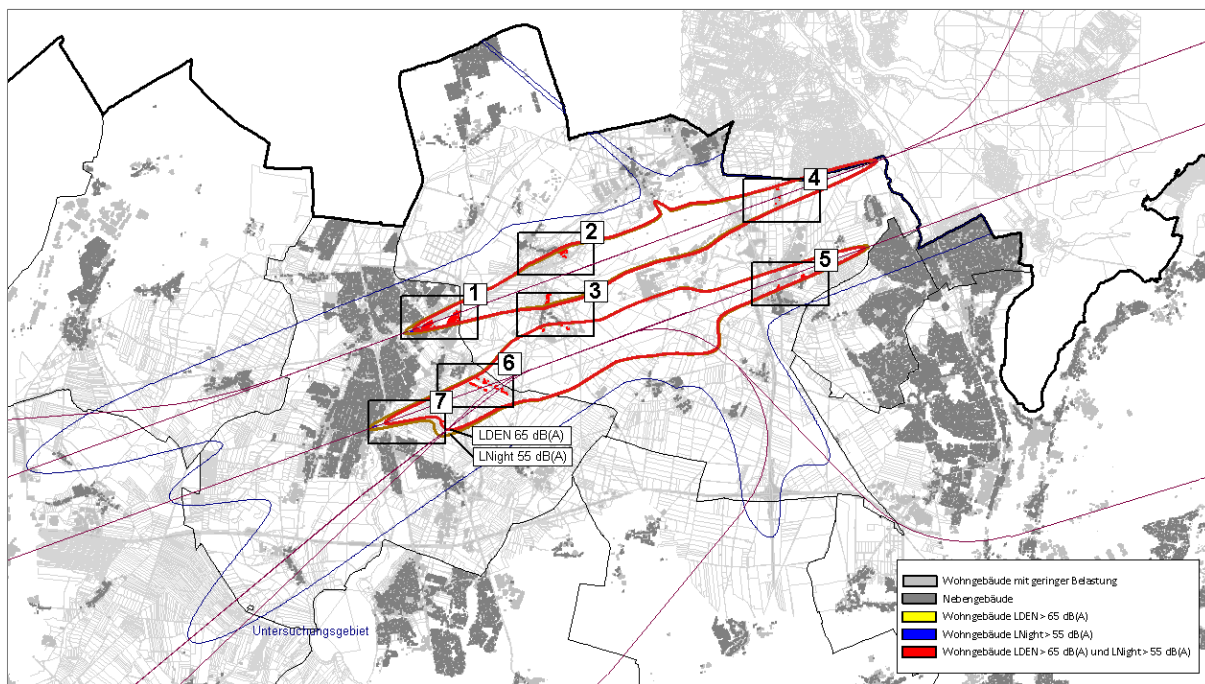 4
2
5
3
1
6
7
LDEN 65 dB(A)
LNight 55 dB(A)
Untersuchungsgebiet
Wohngebäude mit geringer Belastung
Nebengebäude
Wohngebäude LDEN > 65 dB(A)
Wohngebäude LNight > 55 dB(A)
Wohngebäude LDEN > 65 dB(A) und LNight > 55 dB(A)